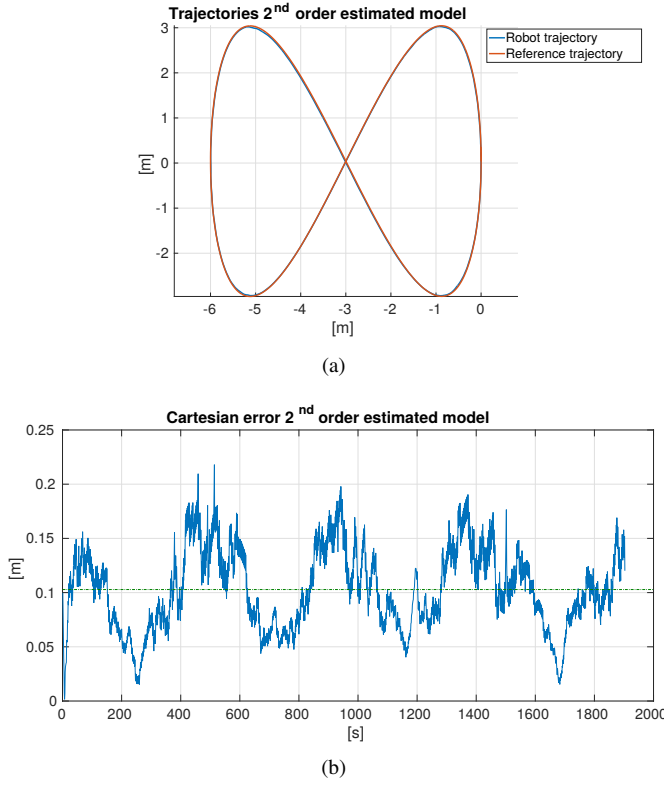 Trajectories 2nd order estimated model
Robot trajectory
Reference trajectory
3
2
1
0
-1
-2
[m]
-6 -5 -4 -3 -2 -1 0
[m]
(a)
Cartesian error 2 nd order estimated model
0.25
0.2
0.15
0.1
0.05
0
[m]
0 200 400 600 800 1000 1200 1400 1600 1800 2000
[s]
(b)